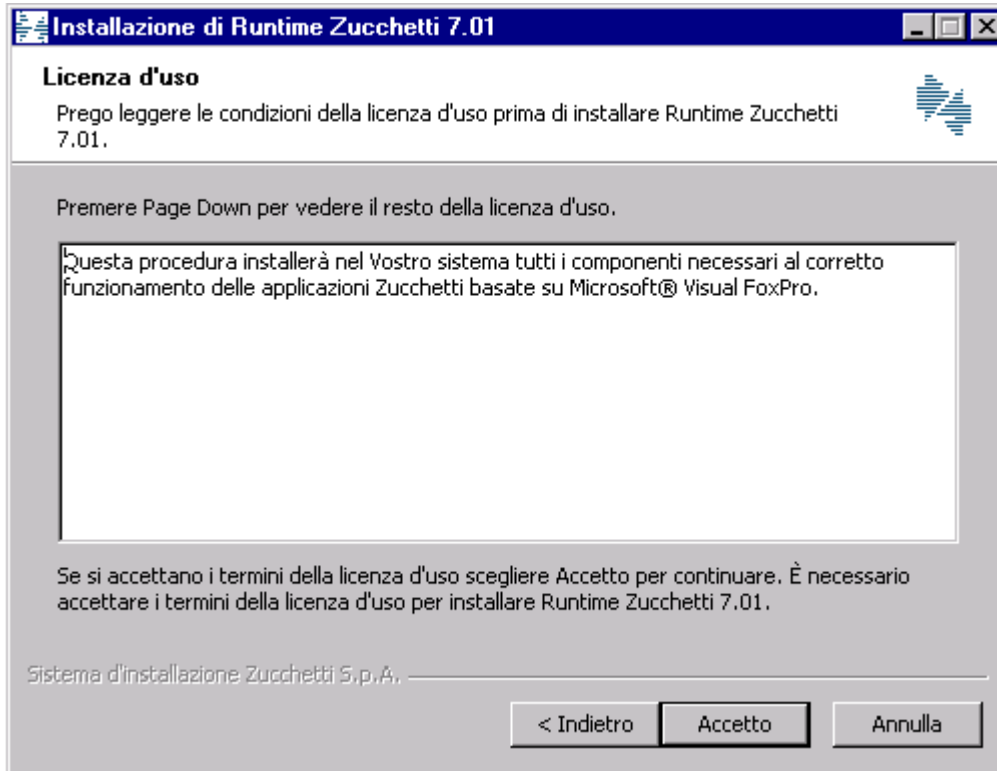 Installazione di Runtime Zucchetti 7.01
Licenza d'uso
Prego leggere le condizioni della licenza d'uso prima di installare Runtime Zucchetti
7.01.
Premere Page Down per vedere il resto della licenza d'uso.
Questa procedura installerà nel Vostro sistema tutti i componenti necessari al corretto
funzionamento delle applicazioni Zucchetti basate su Microsoft® Visual FoxPro.
Se si accettano i termini della licenza d'uso scegliere Accetto per continuare. È necessario
accettare i termini della licenza d'uso per installare Runtime Zucchetti 7.01.
Sistema d'installazione Zucchetti S.p.A.
< Indietro
Accetto
Annulla